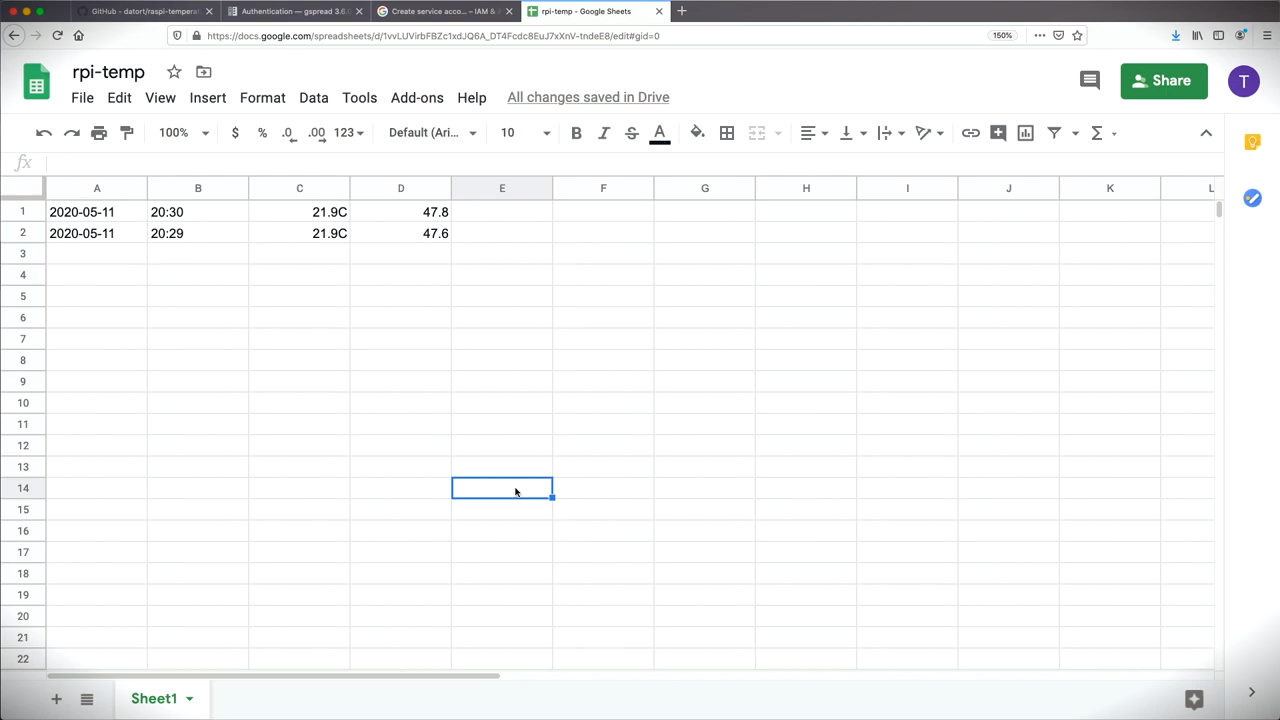 GitHub - datort/raspi-temperat
Authentication — gspread 3.6.
Create service acco... – IAM & A
rpi-temp - Google Sheets
https://docs.google.com/spreadsheets/d/1vvLUVirbFBZc1xdJQ6A_DT4Fcdc8EuJ7xXnV-tndeE8/edit#gid=0
150%
rpi-temp
File Edit View Insert Format Data Tools Add-ons Help All changes saved in Drive
Share
T
100% $ % .0 .00 123 Default (Ari... 10 B I S A
fx
A B C D E F G H I J K L
1 2020-05-11 20:30 21.9C 47.8
2 2020-05-11 20:29 21.9C 47.6
3
4
5
6
7
8
9
10
11
12
13
14
15
16
17
18
19
20
21
22
Sheet1